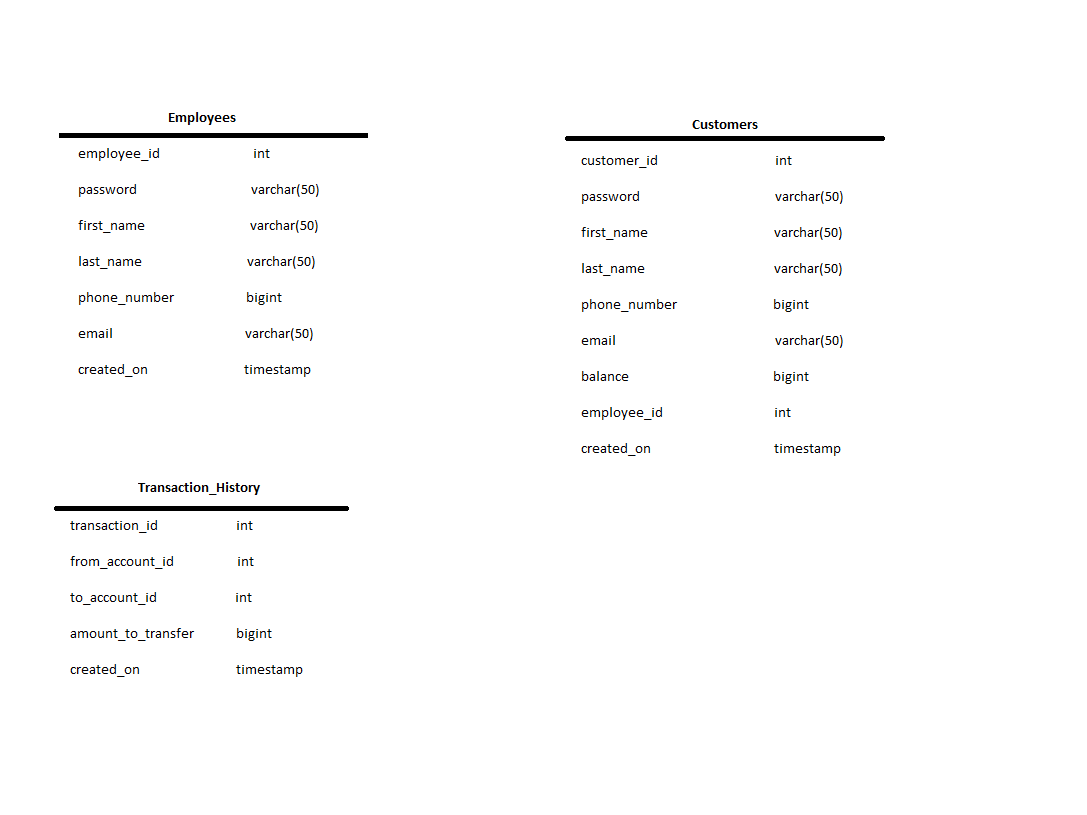 Employees
employee_id int
password varchar(50)
first_name varchar(50)
last_name varchar(50)
phone_number bigint
email varchar(50)
created_on timestamp
Customers
customer_id int
password varchar(50)
first_name varchar(50)
last_name varchar(50)
phone_number bigint
email varchar(50)
balance bigint
employee_id int
created_on timestamp
Transaction_History
transaction_id int
from_account_id int
to_account_id int
amount_to_transfer bigint
created_on timestamp